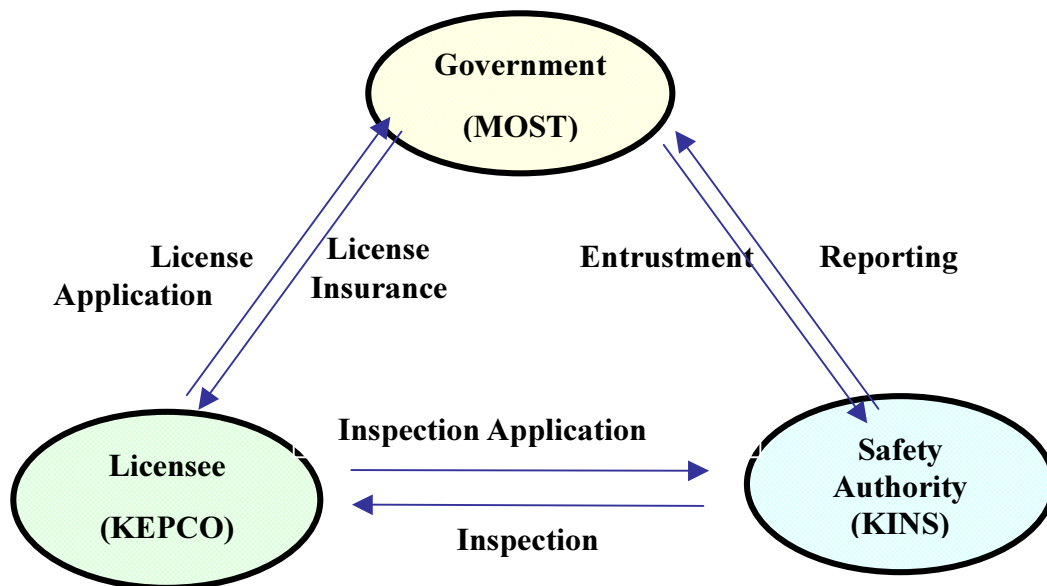 Government
(MOST)
License
Application
License
Insurance
Entrustment
Reporting
Inspection Application
Licensee
(KEPCO)
Safety
Authority
(KINS)
Inspection